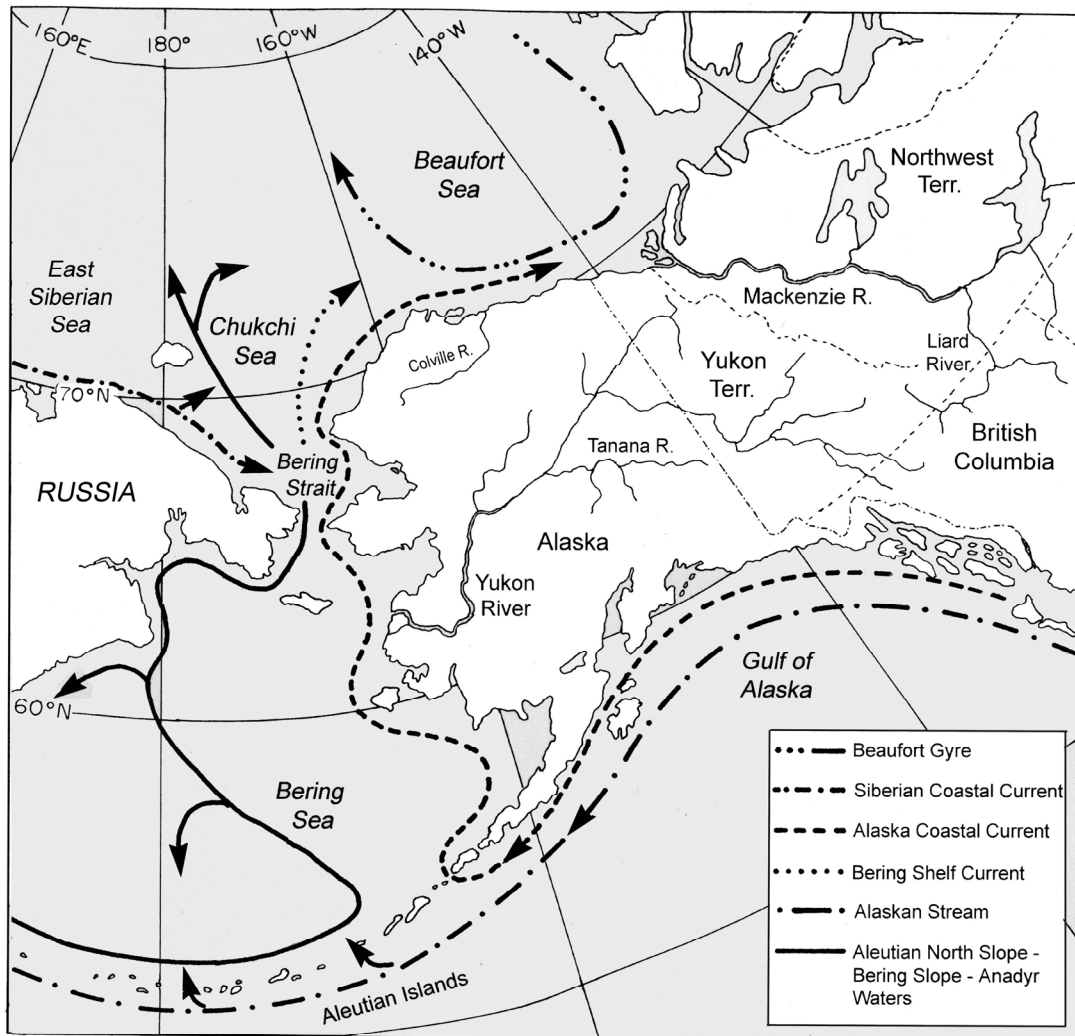 160°E
180°
160°W
140°W
Beaufort
Sea
Northwest
Terr.
East
Siberian
Sea
Chukchi
Sea
Mackenzie R.
Colville R.
Liard
River
Yukon
Terr.
70°N
Tanana R.
British
Columbia
Bering
Strait
RUSSIA
Alaska
Yukon
River
Gulf of
Alaska
60°N
Bering
Sea
Aleutian Islands
Beaufort Gyre
Siberian Coastal Current
Alaska Coastal Current
Bering Shelf Current
Alaskan Stream
Aleutian North Slope -
Bering Slope - Anadyr
Waters